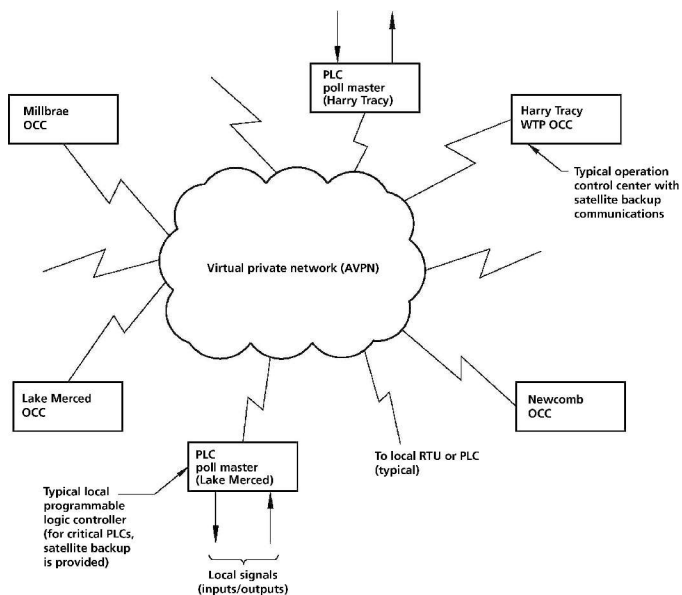 PLC
poll master
(Harry Tracy)
Millbrae
OCC
Harry Tracy
WTP OCC
Typical operation
control center with
satellite backup
communications
Virtual private network (AVPN)
Lake Merced
OCC
Newcomb
OCC
PLC
poll master
(Lake Merced)
To local RTU or PLC
(typical)
Typical local
programmable
logic controller
(for critical PLCs,
satellite backup
is provided)
Local signals
(inputs/outputs)